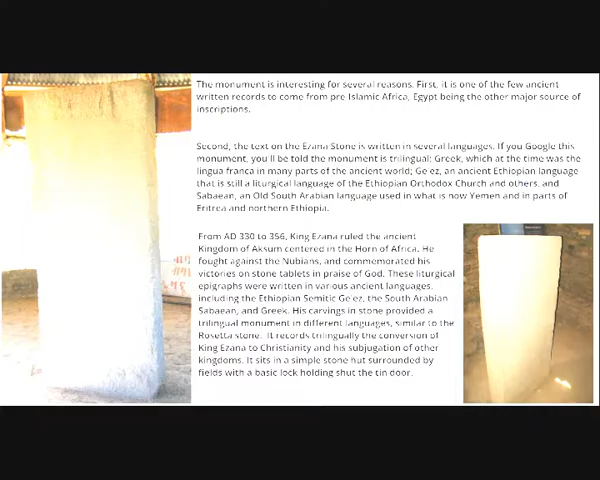 The monument is interesting for several reasons. First, it is one of the few ancient
written records to come from pre-Islamic Africa, Egypt being the other major source of
inscriptions.
Second, the text on the Ezana Stone is written in several languages. If you Google this
monument, you'll be told the monument is trilingual: Greek, which at the time was the
lingua franca in many parts of the ancient world; Ge'ez, an ancient Ethiopian language
that is still a liturgical language of the Ethiopian Orthodox Church and others, and
Sabaean, an Old South Arabian language used in what is now Yemen and in parts of
Eritrea and northern Ethiopia.
From AD 330 to 356, King Ezana ruled the ancient
Kingdom of Aksum centered in the Horn of Africa. He
fought against the Nubians, and commemorated his
victories on stone tablets in praise of God. These liturgical
epigraphs were written in various ancient languages,
including the Ethiopian Semitic Ge'ez, the South Arabian
Sabaean, and Greek. His carvings in stone provided a
trilingual monument in different languages, similar to the
Rosetta stone. It records trilingually the conversion of
King Ezana to Christianity and his subjugation of other
kingdoms. It sits in a simple stone hut surrounded by
fields with a basic lock holding shut the tin door.